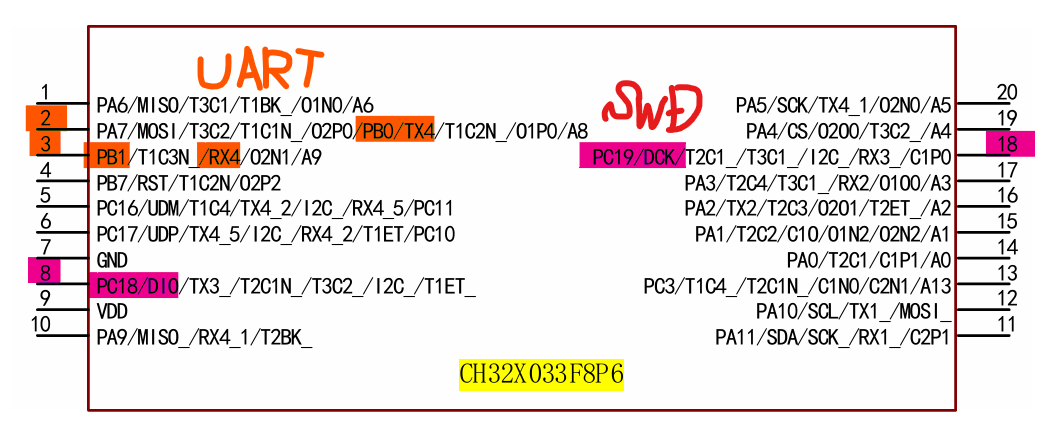 UART
SWD
1 PA6/MISO/T3C1/T1BK_/O1N0/A6
2 PA7/MOSI/T3C2/T1C1N_/O2P0/PB0/TX4/T1C2N_/O1P0/A8
3 PB1/T1C3N_/RX4/O2N1/A9
4 PB7/RST/T1C2N/O2P2
5 PC16/UDM/T1C4/TX4_2/I2C_/RX4_5/PC11
6 PC17/UDP/TX4_5/I2C_/RX4_2/T1ET/PC10
7 GND
8 PC18/DIO/TX3_/T2C1N_/T3C2_/I2C_/T1ET_
9 VDD
10 PA9/MISO_/RX4_1/T2BK_
PA5/SCK/TX4_1/O2N0/A5 20
PA4/CS/O2O0/T3C2_/A4 19
PC19/DCK/T2C1_/T3C1_/I2C_/RX3_/C1P0 18
PA3/T2C4/T3C1_/RX2/O1O0/A3 17
PA2/TX2/T2C3/O2O1/T2ET_/A2 16
PA1/T2C2/C1O/O1N2/O2N2/A1 15
PA0/T2C1/C1P1/A0 14
PC3/T1C4_/T2C1N_/C1N0/C2N1/A13 13
PA10/SCL/TX1_/MOSI_ 12
PA11/SDA/SCK_/RX1_/C2P1 11
CH32X033F8P6